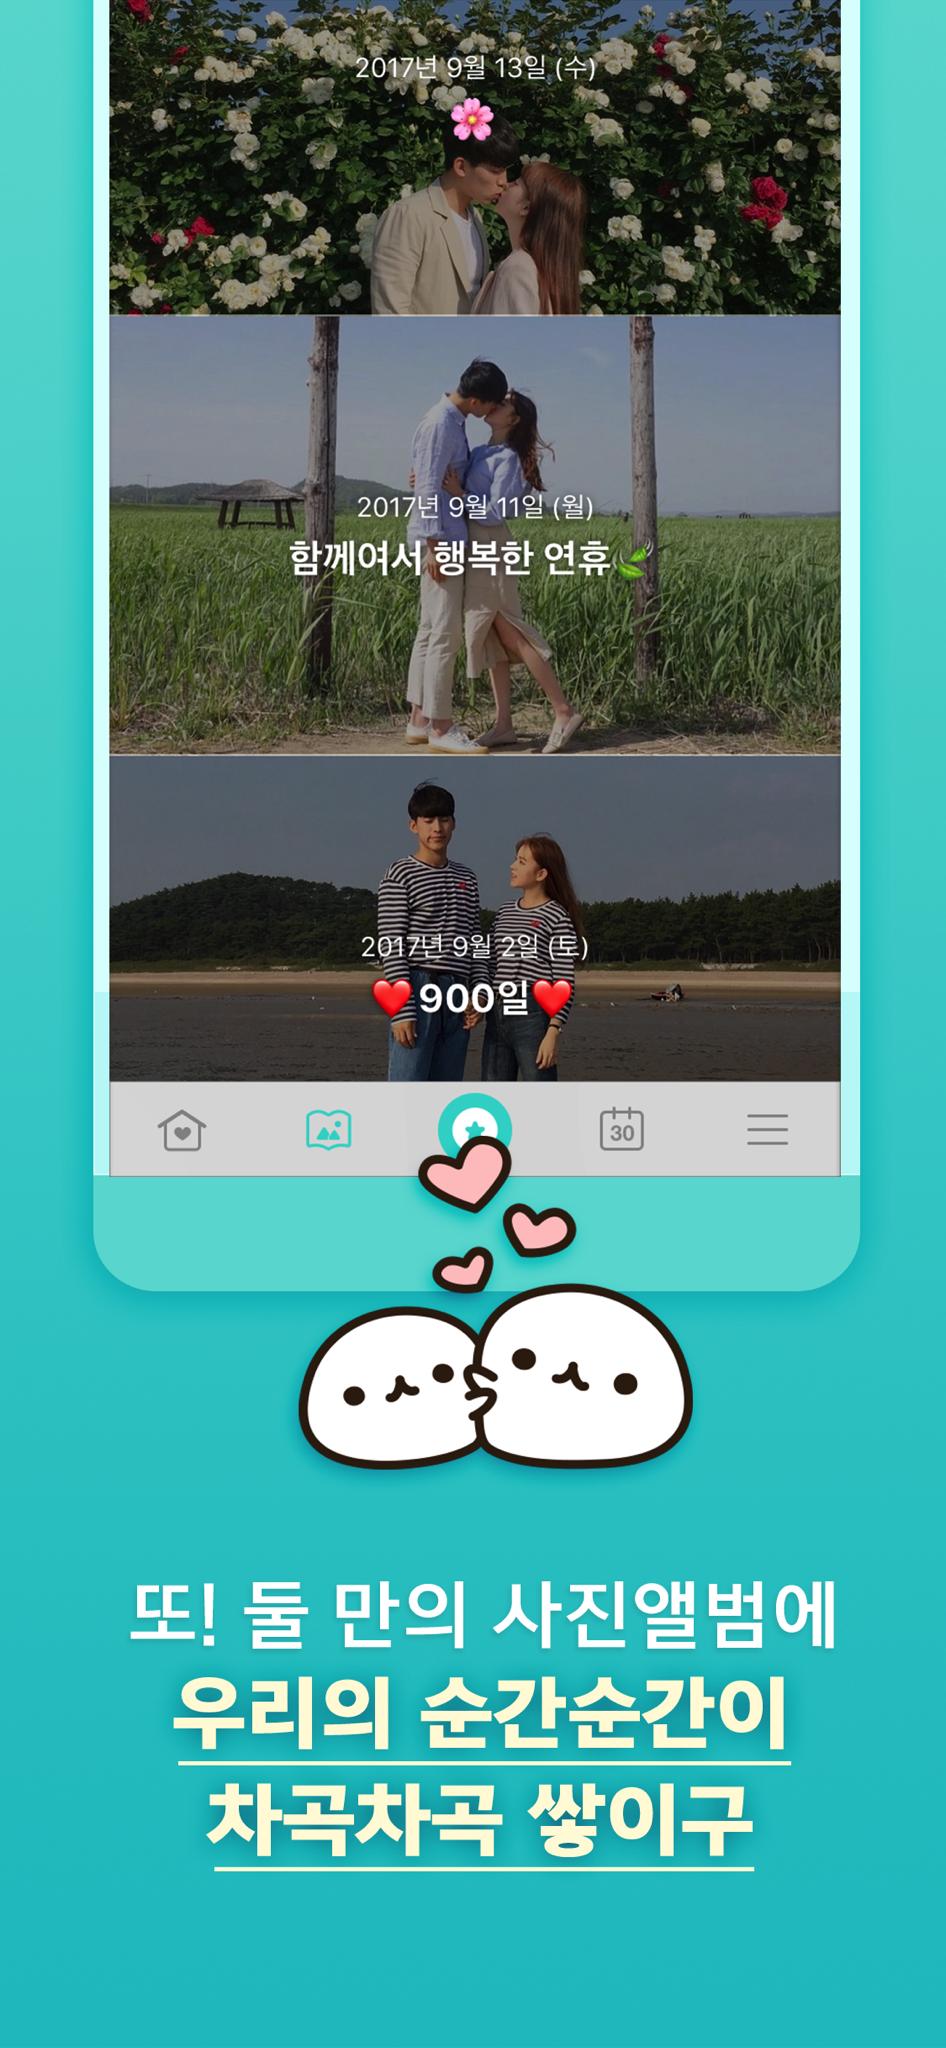 2017년 9월 13일 (수)
🌸
2017년 9월 11일 (월)
함께여서 행복한 연휴🌿
2017년 9월 2일 (토)
❤️900일❤️
30
또! 둘 만의 사진앨범에
우리의 순간순간이
차곡차곡 쌓이구